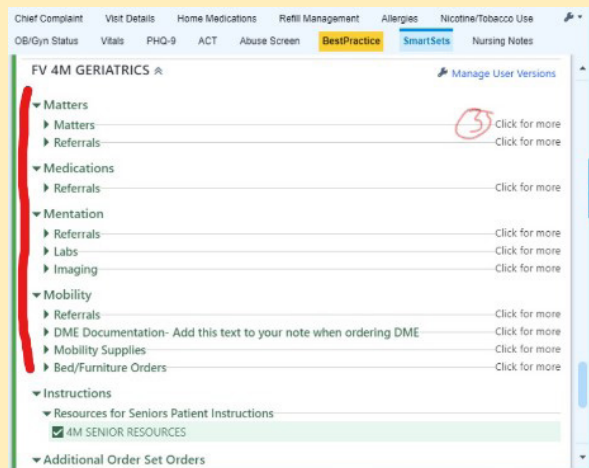 Chief Complaint Visit Details Home Medications Refill Management Allergies Nicotine/Tobacco Use
OB/Gyn Status Vitals PHQ-9 ACT Abuse Screen BestPractice SmartSets Nursing Notes
FV 4M GERIATRICS Manage User Versions
Matters
Matters 3 Click for more
Referrals Click for more
Medications
Referrals Click for more
Mentation
Referrals Click for more
Labs Click for more
Imaging Click for more
Mobility
Referrals Click for more
DME Documentation- Add this text to your note when ordering DME Click for more
Mobility Supplies Click for more
Bed/Furniture Orders Click for more
Instructions
Resources for Seniors Patient Instructions
4M SENIOR RESOURCES
Additional Order Set Orders